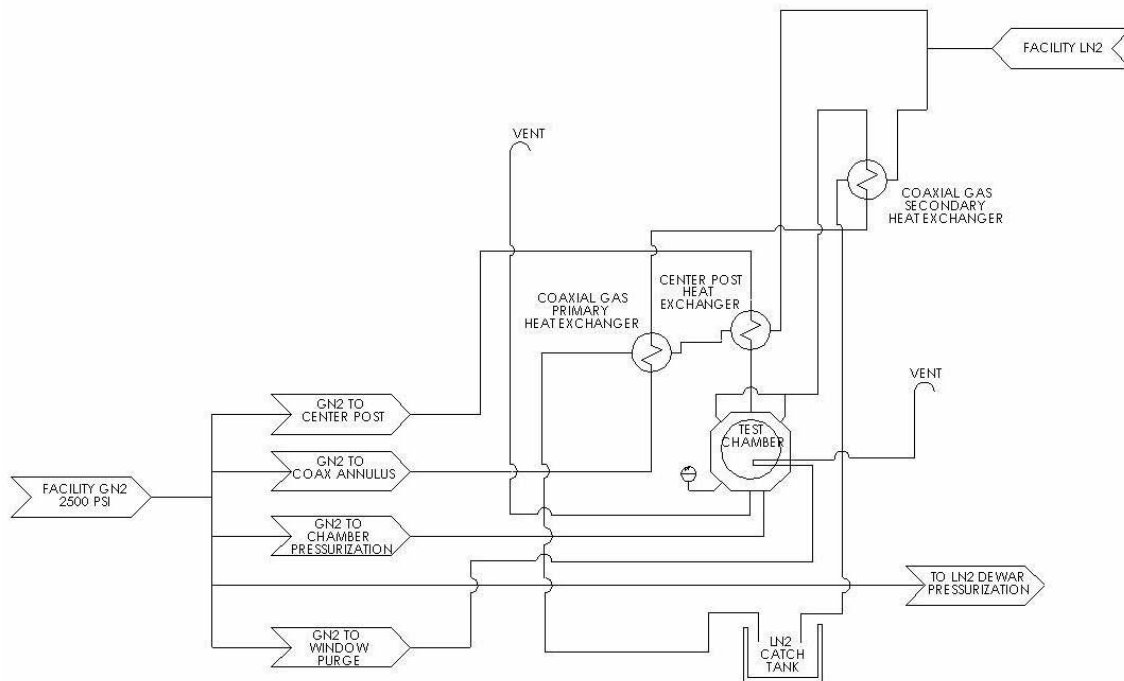 FACILITY LN2
VENT
COAXIAL GAS
SECONDARY
HEAT EXCHANGER
CENTER POST
HEAT
EXCHANGER
COAXIAL GAS
PRIMARY
HEAT EXCHANGER
VENT
GN2 TO
CENTER POST
TEST
CHAMBER
GN2 TO
COAX ANNULUS
FACILITY GN2
2500 PSI
GN2 TO
CHAMBER
PRESSURIZATION
TO LN2 DEWAR
PRESSURIZATION
GN2 TO
WINDOW
PURGE
LN2
CATCH
TANK